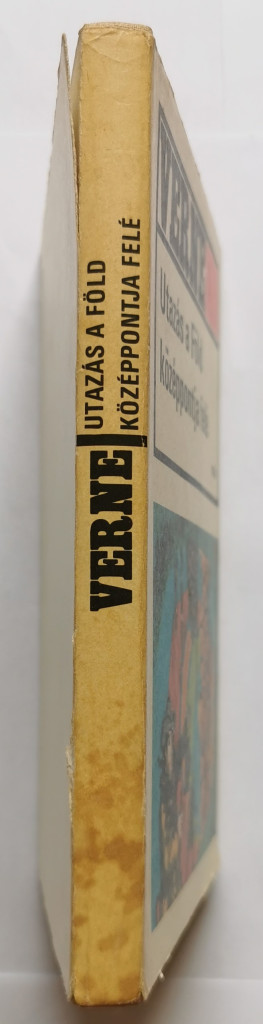 VERNE
UTAZÁS A FÖLD
KÖZÉPPONTJA FELÉ
VERNE
Utazás a Föld
középpontja felé